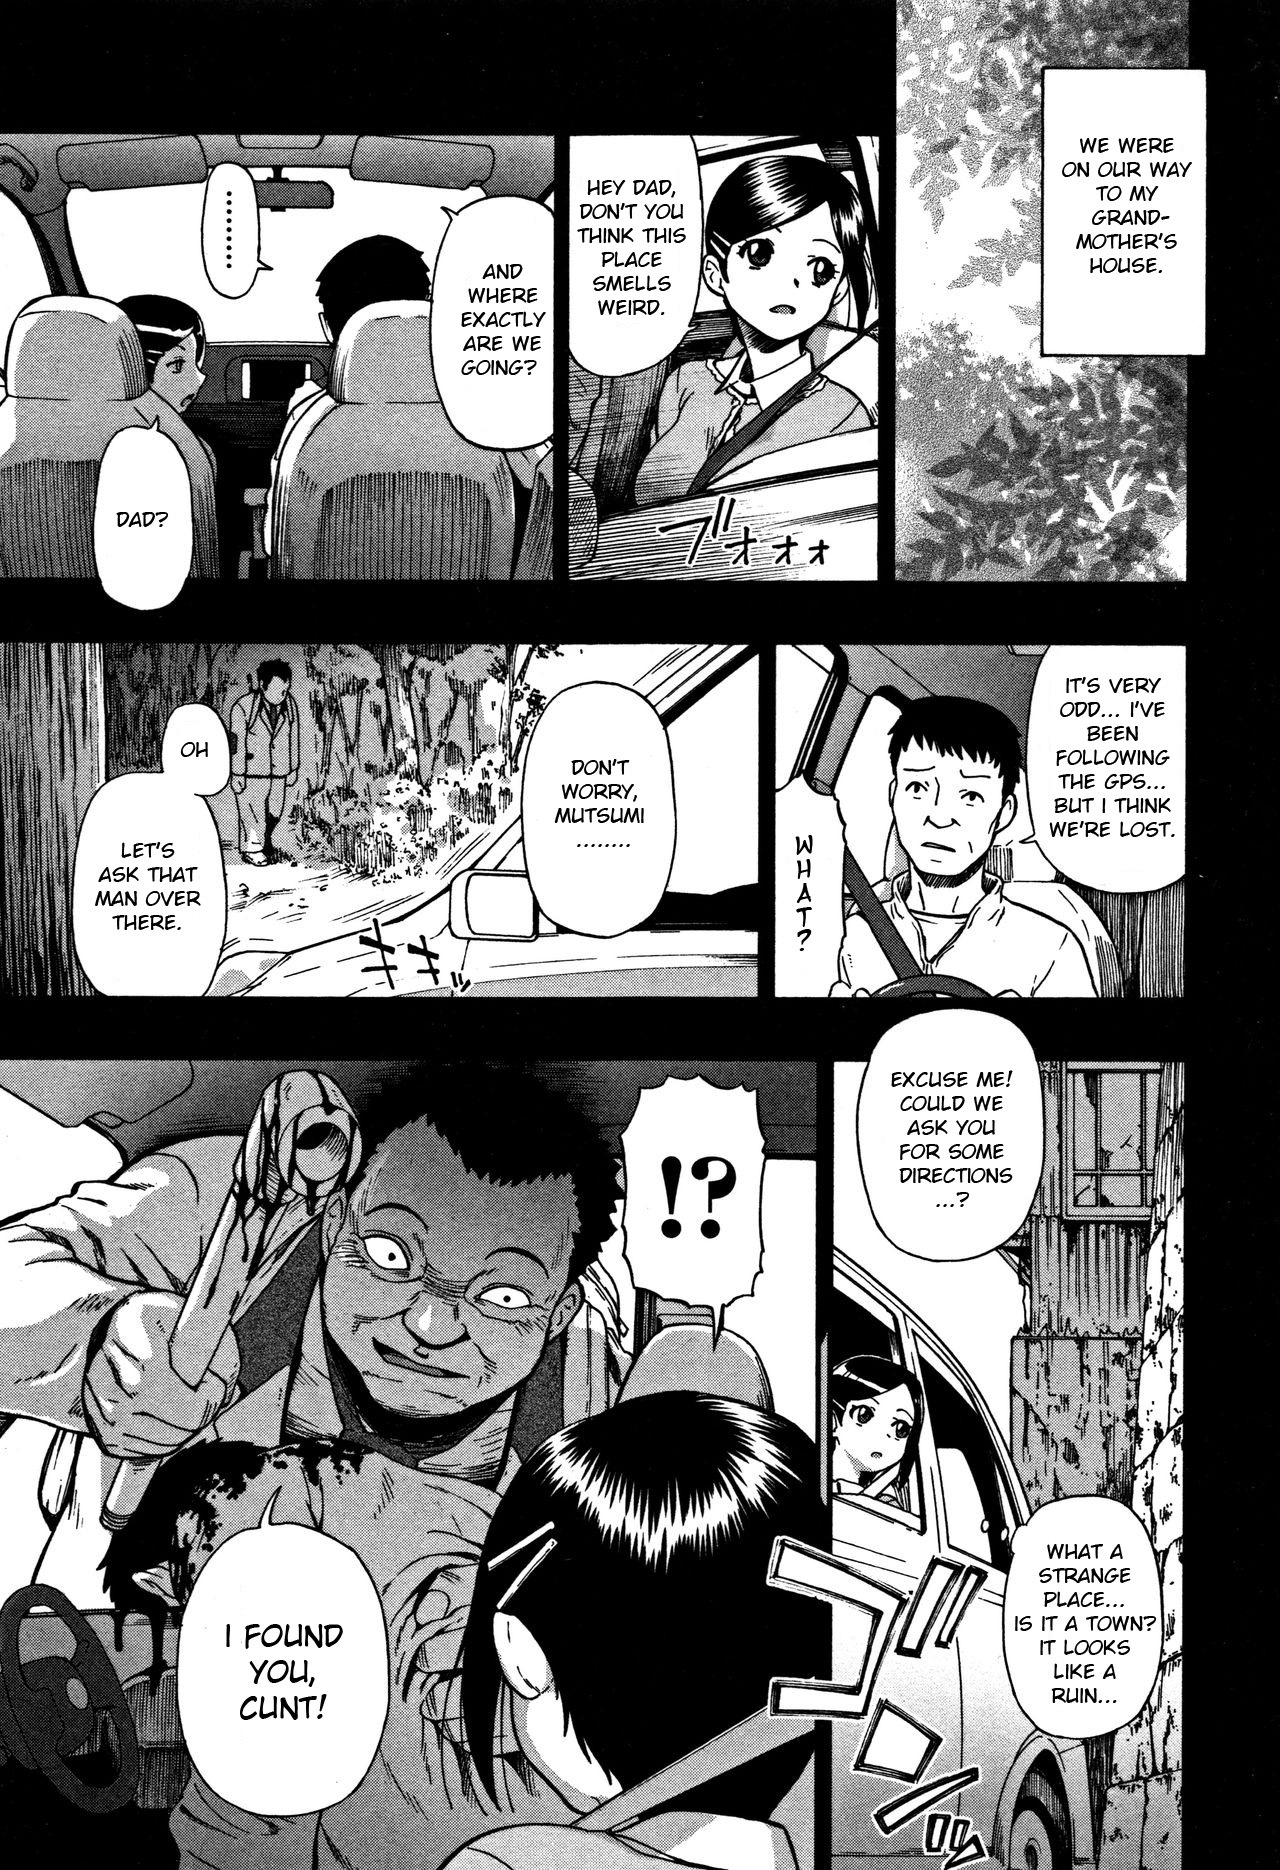 WE WERE
ON OUR WAY
TO MY
GRAND-
MOTHER'S
HOUSE.
HEY DAD,
DON'T YOU
THINK THIS
PLACE
SMELLS
WEIRD.
ブオォォ
AND
WHERE
EXACTLY
ARE WE
GOING?
.........
DAD?
IT'S VERY
ODD... I'VE
BEEN
FOLLOWING
THE GPS...
BUT I THINK
WE'RE LOST.
WHAT?
DON'T
WORRY,
MUTSUMI
........
OH
LET'S
ASK THAT
MAN OVER
THERE.
キキッ
EXCUSE ME!
COULD WE
ASK YOU
FOR SOME
DIRECTIONS
...?
WHAT A
STRANGE
PLACE...
IS IT A TOWN?
IT LOOKS
LIKE A
RUIN...
!?
I FOUND
YOU,
CUNT!